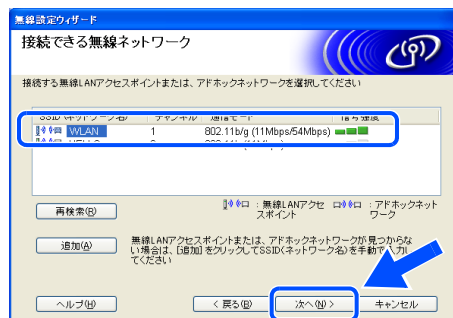 無線設定ウィザード
接続できる無線ネットワーク
接続する無線LANアクセスポイントまたは、アドホックネットワークを選択してください
SSID (ネットワーク名) チャンネル 通信モード 信号強度
WLAN 1 802.11b/g (11Mbps/54Mbps)
再検索(R)
:無線LANアクセスポイント
:アドホックネットワーク
追加(A)
無線LANアクセスポイントまたは、アドホックネットワークが見つからな
い場合は、[追加]をクリックしてSSID(ネットワーク名)を手動で入力し
てください
ヘルプ(H) < 戻る(B) 次へ(N) > キャンセル